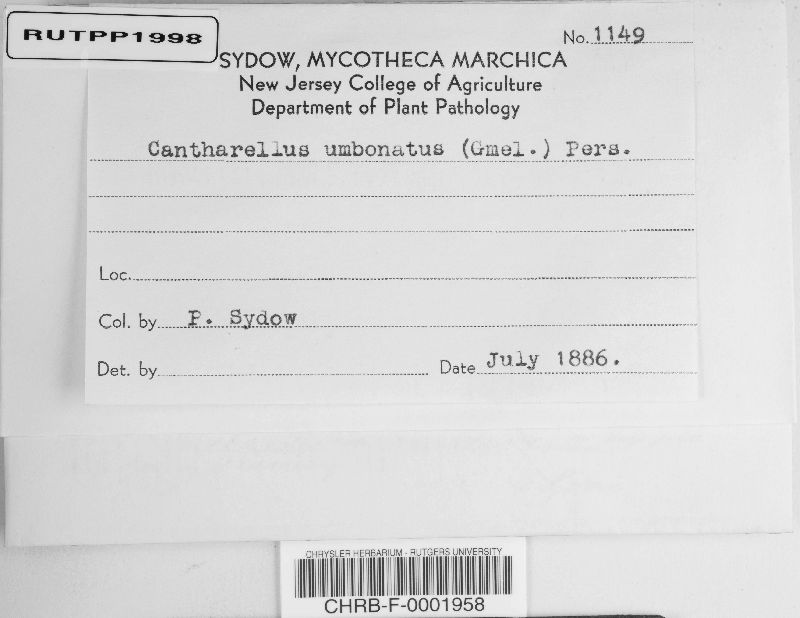 RUTPP1998
No. 1149
SYDOW, MYCOTHECA MARCHICA
New Jersey College of Agriculture
Department of Plant Pathology
Cantharellus umbonatus (Gmel.) Pers.
Loc.
Col. by P. Sydow
Det. by Date July 1886.
CHRYSLER HERBARIUM - RUTGERS UNIVERSITY
CHRB-F-0001958